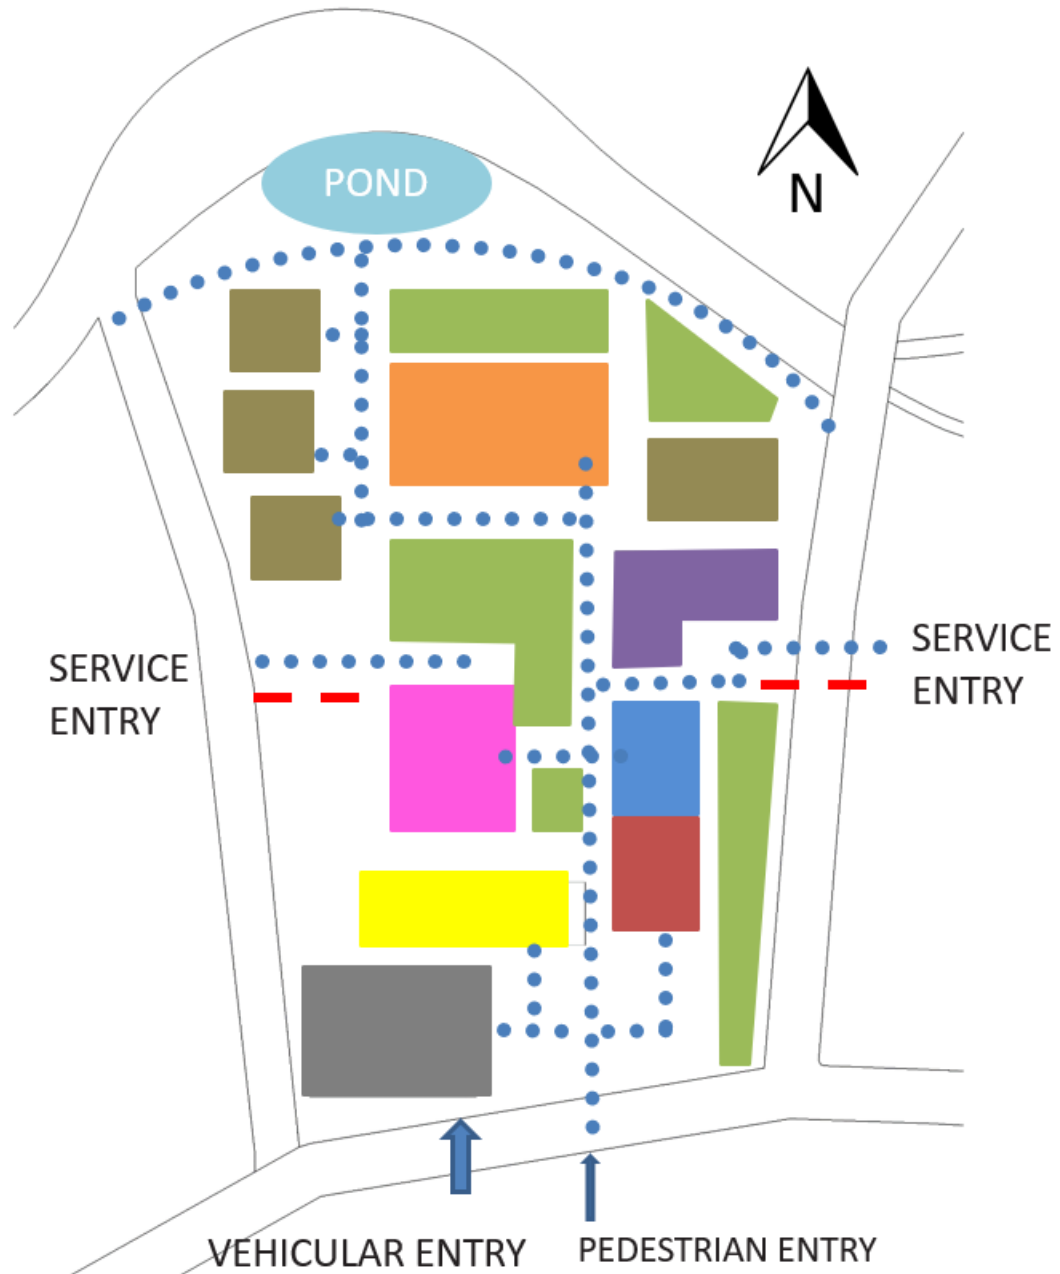 POND
N
SERVICE
ENTRY
SERVICE
ENTRY
VEHICULAR ENTRY
PEDESTRIAN ENTRY